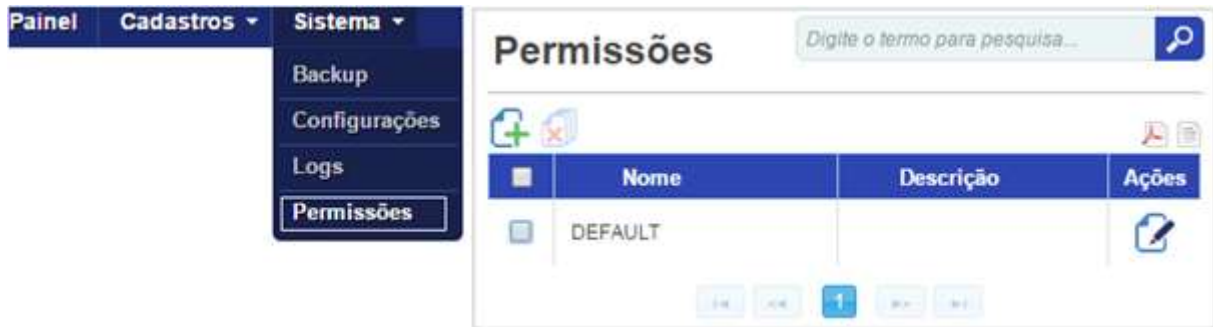 Painel Cadastros Sistema
Backup
Configurações
Logs
Permissões
Permissões
Digite o termo para pesquisa...
Nome Descrição Ações
DEFAULT
1